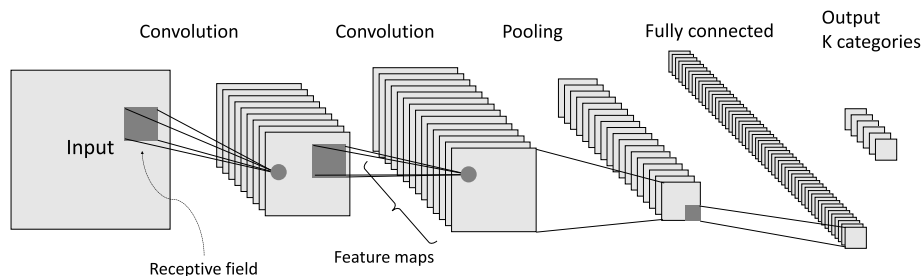 Convolution
Convolution
Pooling
Fully connected
Output
K categories
Input
Feature maps
Receptive field